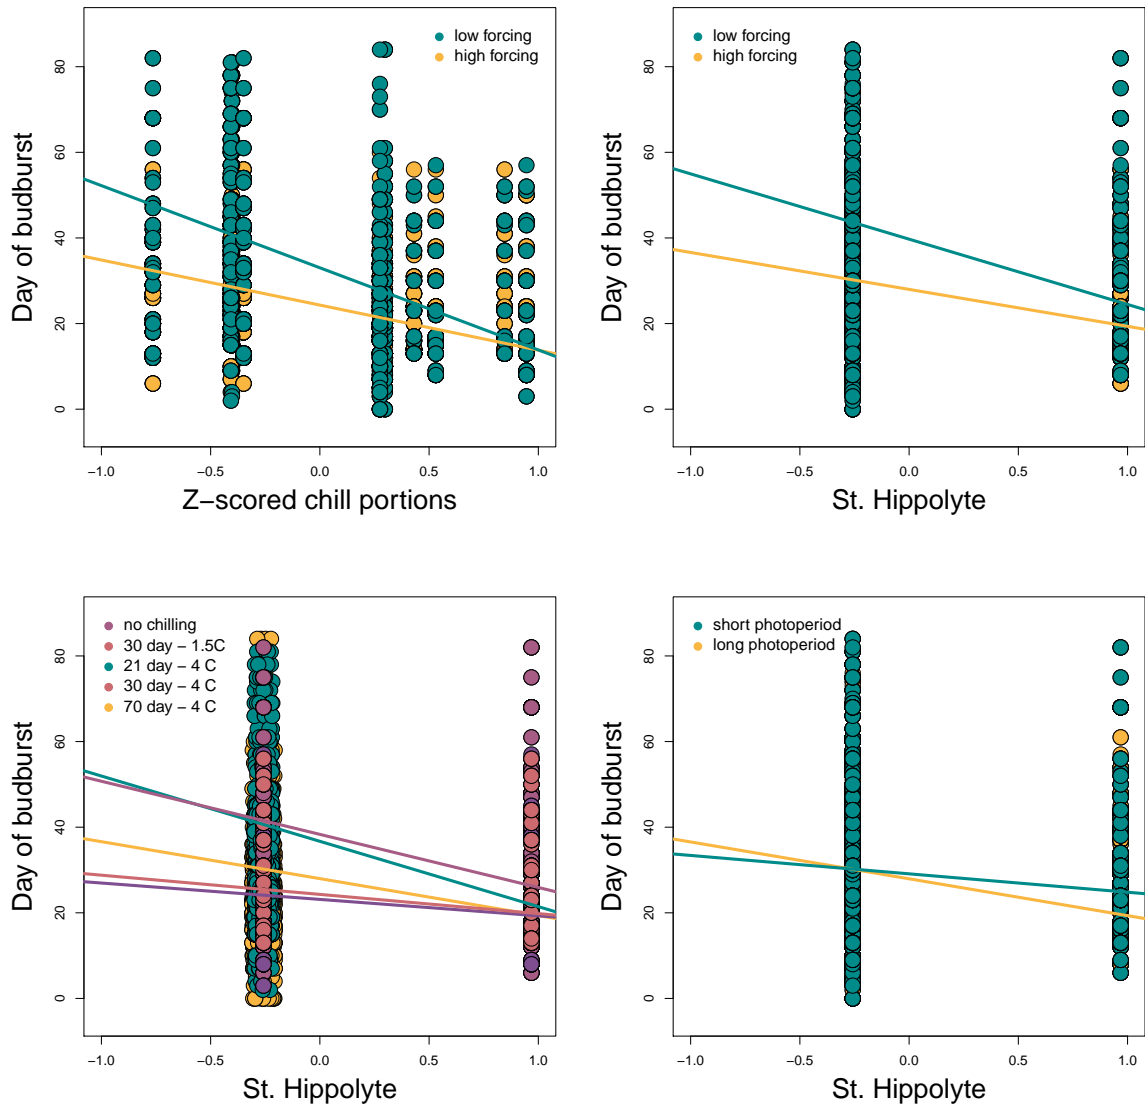 low forcing
high forcing
Day of budburst
0 20 40 60 80
−1.0 −0.5 0.0 0.5 1.0
Z−scored chill portions
low forcing
high forcing
Day of budburst
0 20 40 60 80
−1.0 −0.5 0.0 0.5 1.0
St. Hippolyte
no chilling
30 day − 1.5C
21 day − 4 C
30 day − 4 C
70 day − 4 C
Day of budburst
0 20 40 60 80
−1.0 −0.5 0.0 0.5 1.0
St. Hippolyte
short photoperiod
long photoperiod
Day of budburst
0 20 40 60 80
−1.0 −0.5 0.0 0.5 1.0
St. Hippolyte